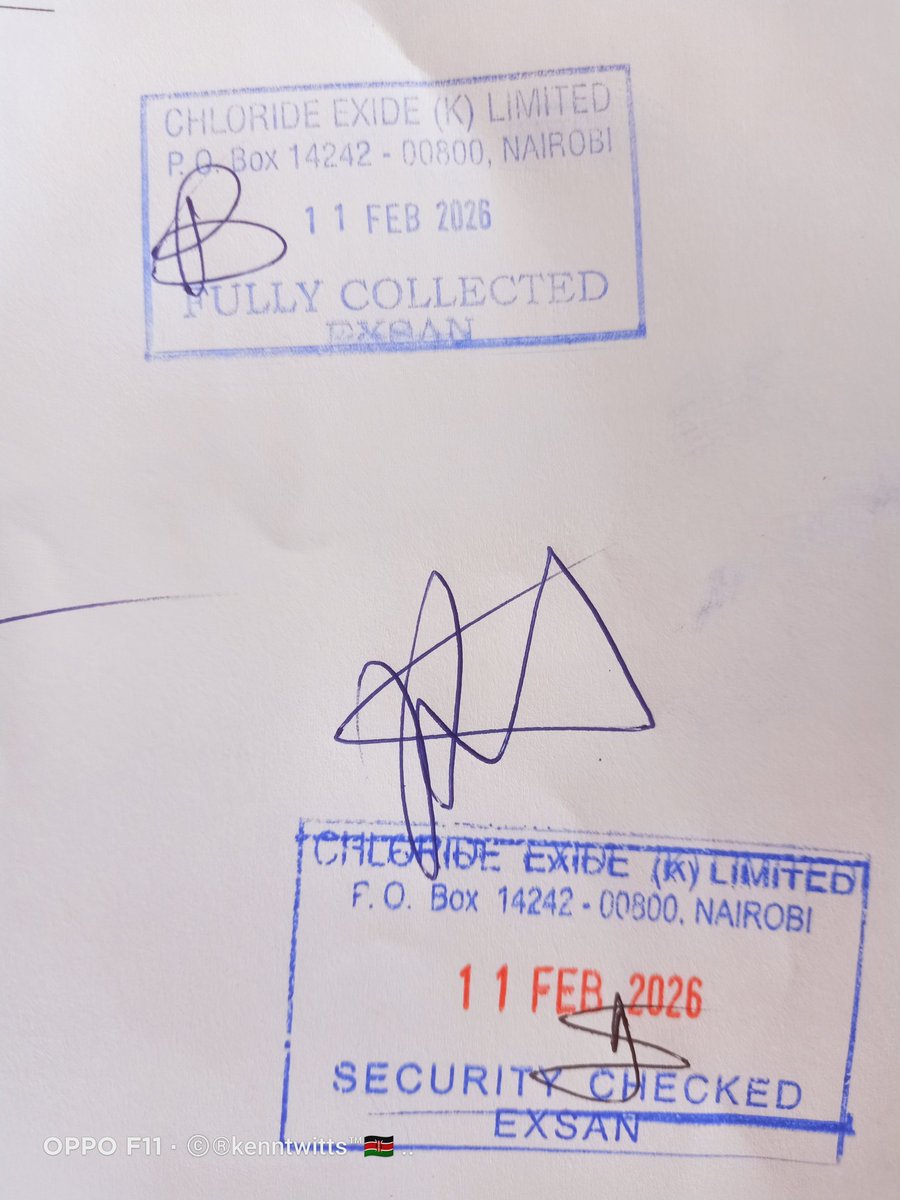 CHLORIDE EXIDE (K) LIMITED
P. O. Box 14242 - 00800, NAIROBI
11 FEB 2026
FULLY COLLECTED
EXSAN
CHLORIDE EXIDE (K) LIMITED
P. O. Box 14242 - 00800, NAIROBI
11 FEB 2026
SECURITY CHECKED
EXSAN
OPPO F11 · ©®kenntwitts™🇰🇪..